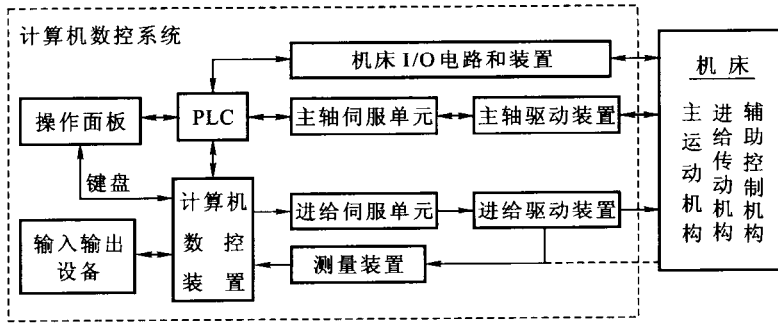 计算机数控系统
机床 I/O 电路和装置
操作面板
PLC
主轴伺服单元
主轴驱动装置
键盘
计算机
数控
装置
进给伺服单元
进给驱动装置
输入输出
设备
测量装置
机床
主运动机构
进给传动机构
辅助控制机构